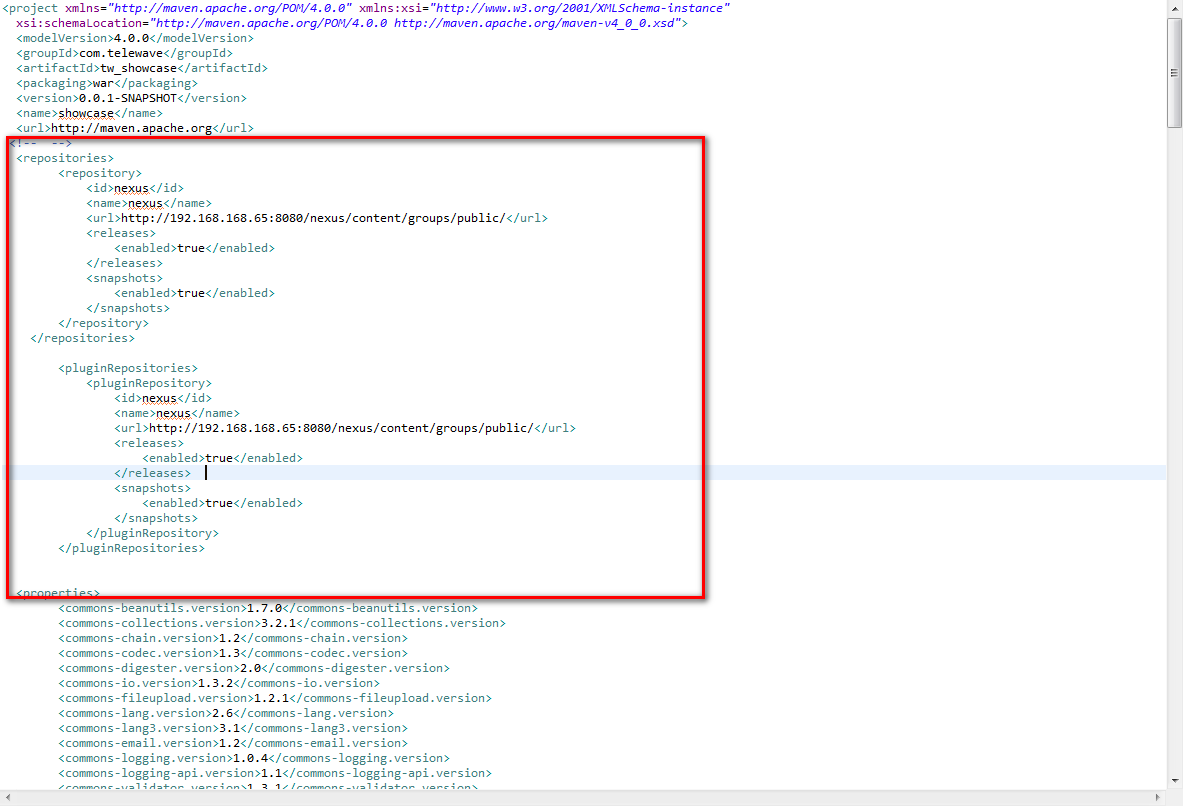 <project xmlns="http://maven.apache.org/POM/4.0.0" xmlns:xsi="http://www.w3.org/2001/XMLSchema-instance"
xsi:schemaLocation="http://maven.apache.org/POM/4.0.0 http://maven.apache.org/maven-v4_0_0.xsd">
<modelVersion>4.0.0</modelVersion>
<groupId>com.telewave</groupId>
<artifactId>tw_showcase</artifactId>
<packaging>war</packaging>
<version>0.0.1-SNAPSHOT</version>
<name>showcase</name>
<url>http://maven.apache.org</url>
<!-- -->
<repositories>
<repository>
<id>nexus</id>
<name>nexus</name>
<url>http://192.168.168.65:8080/nexus/content/groups/public/</url>
<releases>
<enabled>true</enabled>
</releases>
<snapshots>
<enabled>true</enabled>
</snapshots>
</repository>
</repositories>
<pluginRepositories>
<pluginRepository>
<id>nexus</id>
<name>nexus</name>
<url>http://192.168.168.65:8080/nexus/content/groups/public/</url>
<releases>
<enabled>true</enabled>
</releases>
<snapshots>
<enabled>true</enabled>
</snapshots>
</pluginRepository>
</pluginRepositories>
<properties>
<commons-beanutils.version>1.7.0</commons-beanutils.version>
<commons-collections.version>3.2.1</commons-collections.version>
<commons-chain.version>1.2</commons-chain.version>
<commons-codec.version>1.3</commons-codec.version>
<commons-digester.version>2.0</commons-digester.version>
<commons-io.version>1.3.2</commons-io.version>
<commons-fileupload.version>1.2.1</commons-fileupload.version>
<commons-lang.version>2.6</commons-lang.version>
<commons-lang3.version>3.1</commons-lang3.version>
<commons-email.version>1.2</commons-email.version>
<commons-logging.version>1.0.4</commons-logging.version>
<commons-logging-api.version>1.1</commons-logging-api.version>
<commons-validator.version>1.3.1</commons-validator.version>